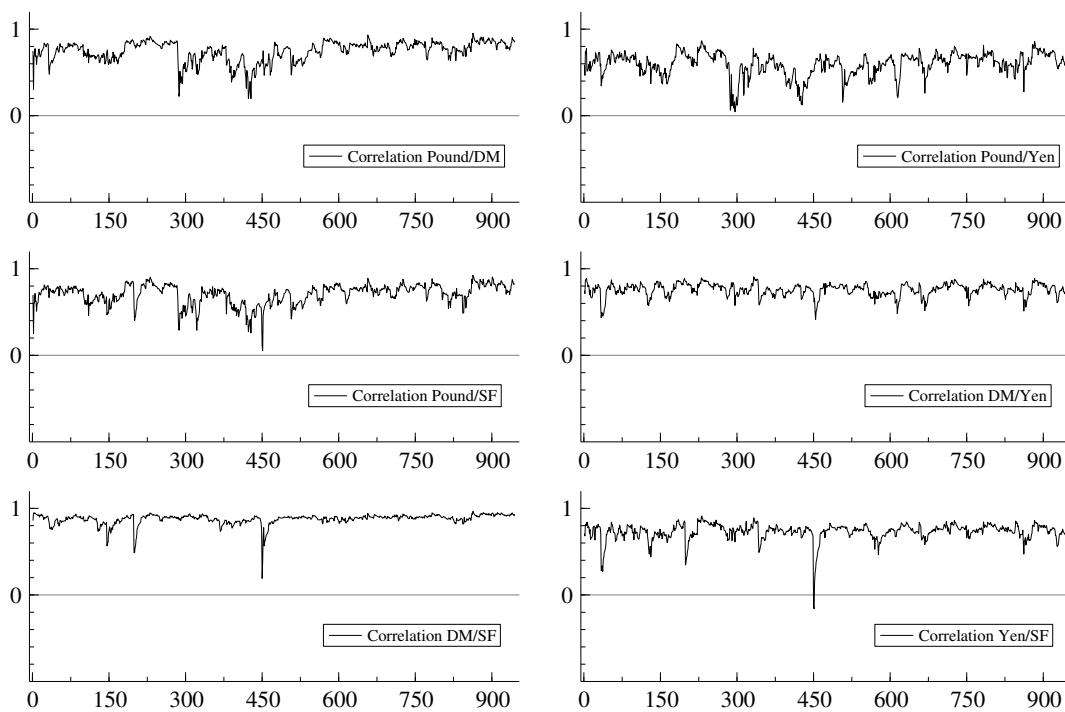 1
0
Correlation Pound/DM
0 150 300 450 600 750 900
1
0
Correlation Pound/Yen
0 150 300 450 600 750 900
1
0
Correlation Pound/SF
0 150 300 450 600 750 900
1
0
Correlation DM/Yen
0 150 300 450 600 750 900
1
0
Correlation DM/SF
0 150 300 450 600 750 900
1
0
Correlation Yen/SF
0 150 300 450 600 750 900